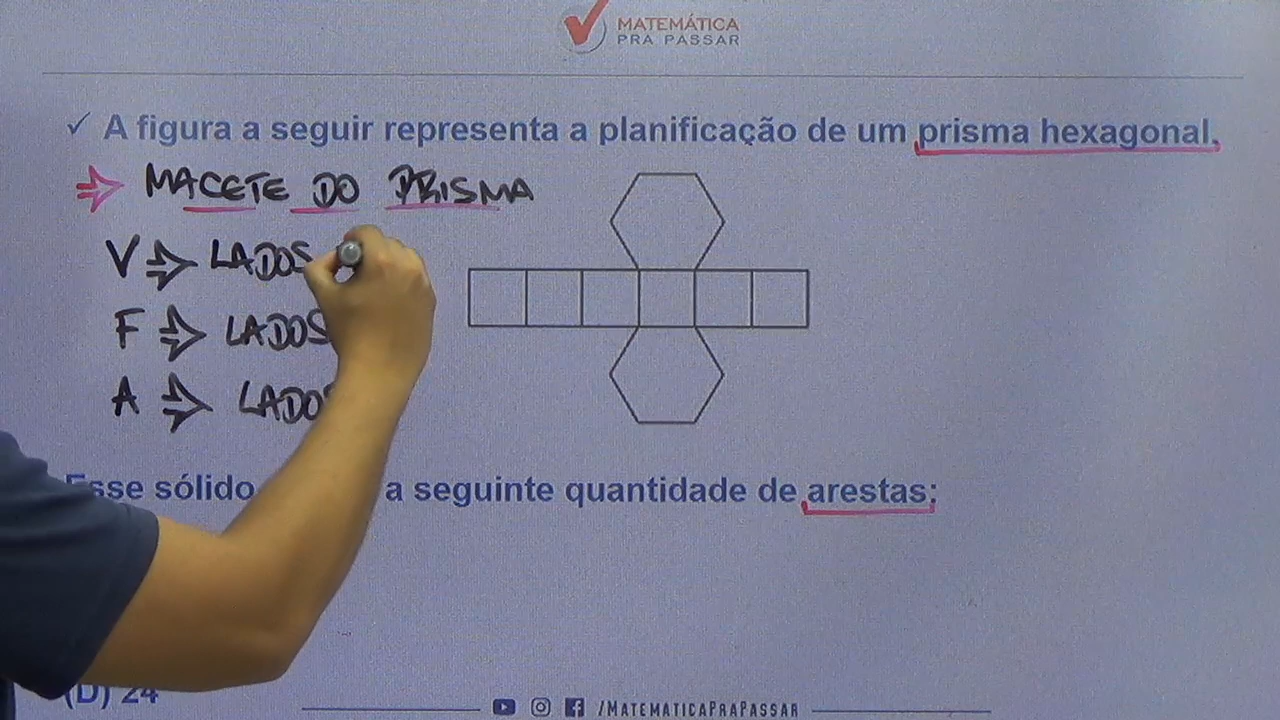 MATEMÁTICA
PRA PASSAR
✓ A figura a seguir representa a planificação de um prisma hexagonal.
⇒ MACETE DO PRISMA
V ⇒ LADOS
F ⇒ LADOS
A ⇒ LADOS
Esse sólido a seguinte quantidade de arestas:
(D) 24
/MATEMATICAPRAPASSAR